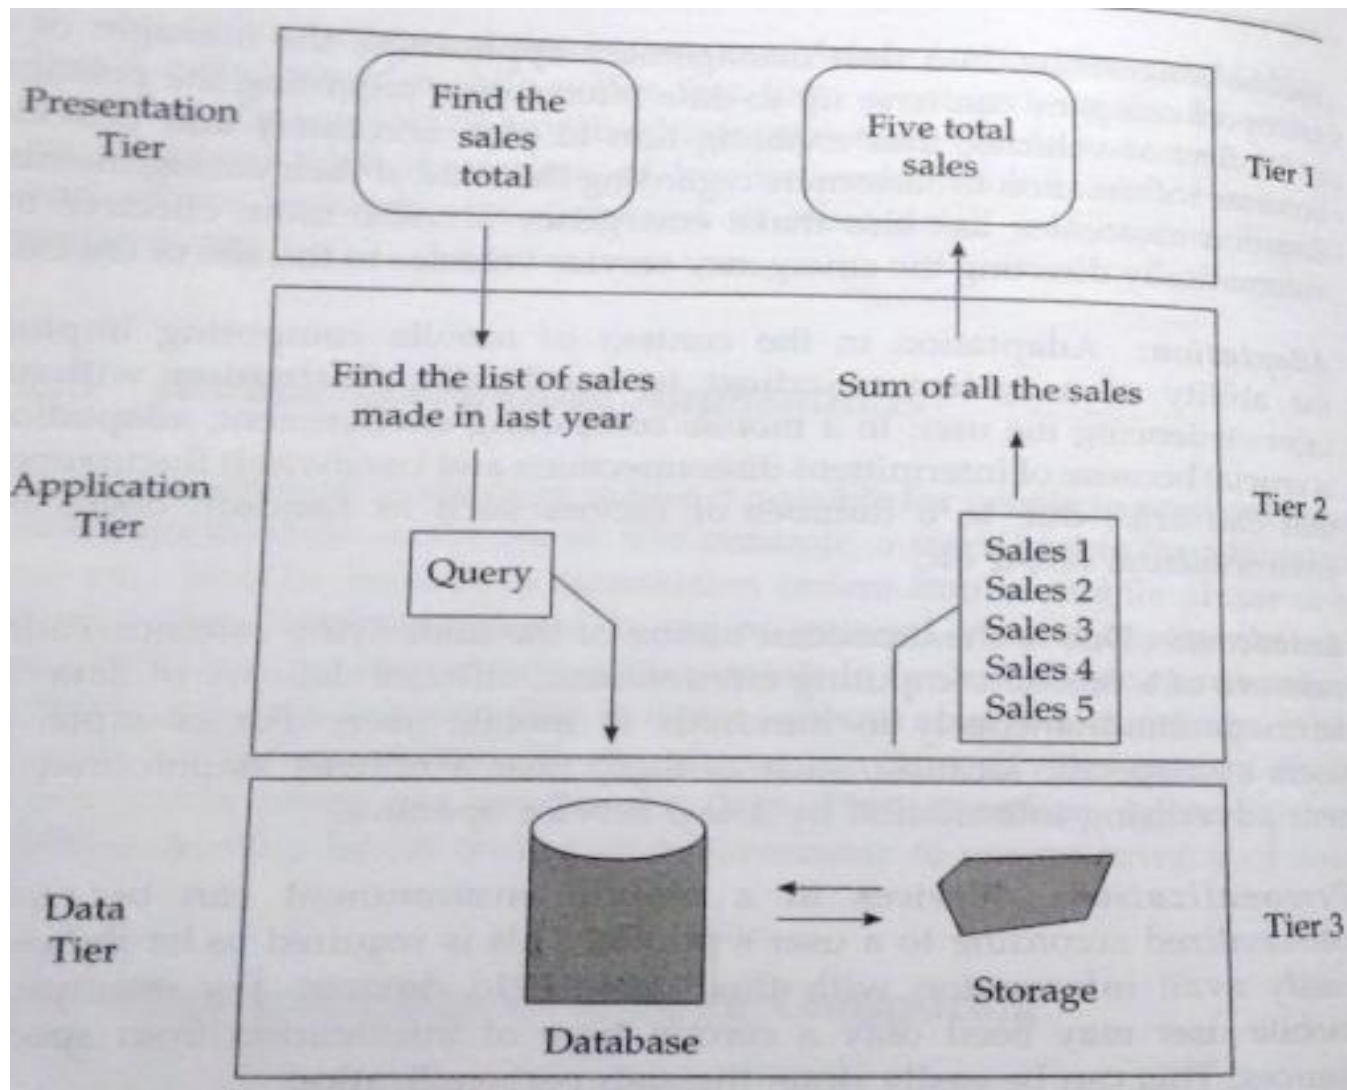 Presentation
Tier
Find the
sales
total
Five total
sales
Tier 1
Find the list of sales
made in last year
Sum of all the sales
Application
Tier
Query
Sales 1
Sales 2
Sales 3
Sales 4
Sales 5
Tier 2
Data
Tier
Database
Storage
Tier 3